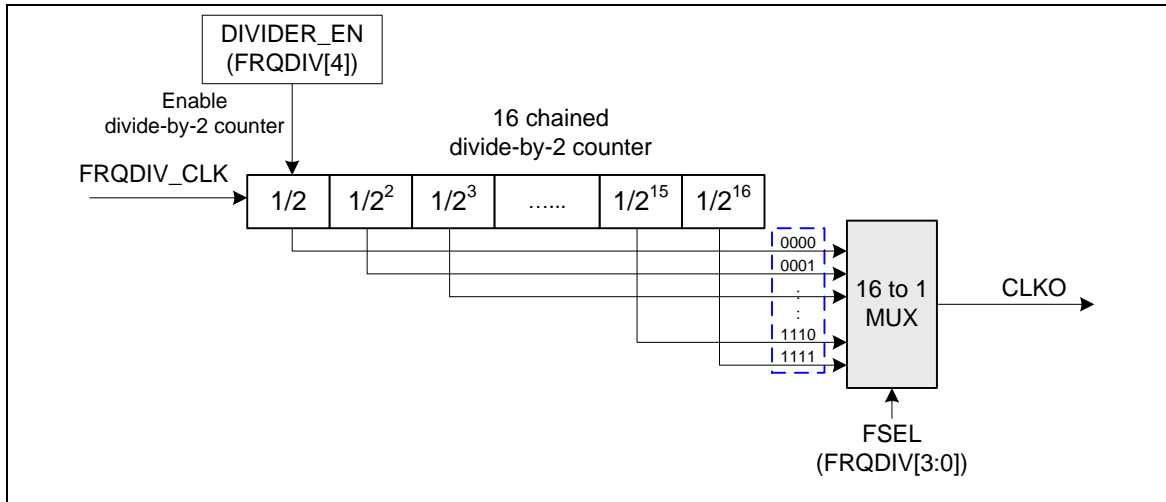 DIVIDER_EN
(FRQDIV[4])
Enable
divide-by-2 counter
16 chained
divide-by-2 counter
FRQDIV_CLK
1/2 1/2² 1/2³ …... 1/2¹⁵ 1/2¹⁶
0000
0001
:
:
1110
1111
16 to 1
MUX
CLKO
FSEL
(FRQDIV[3:0])